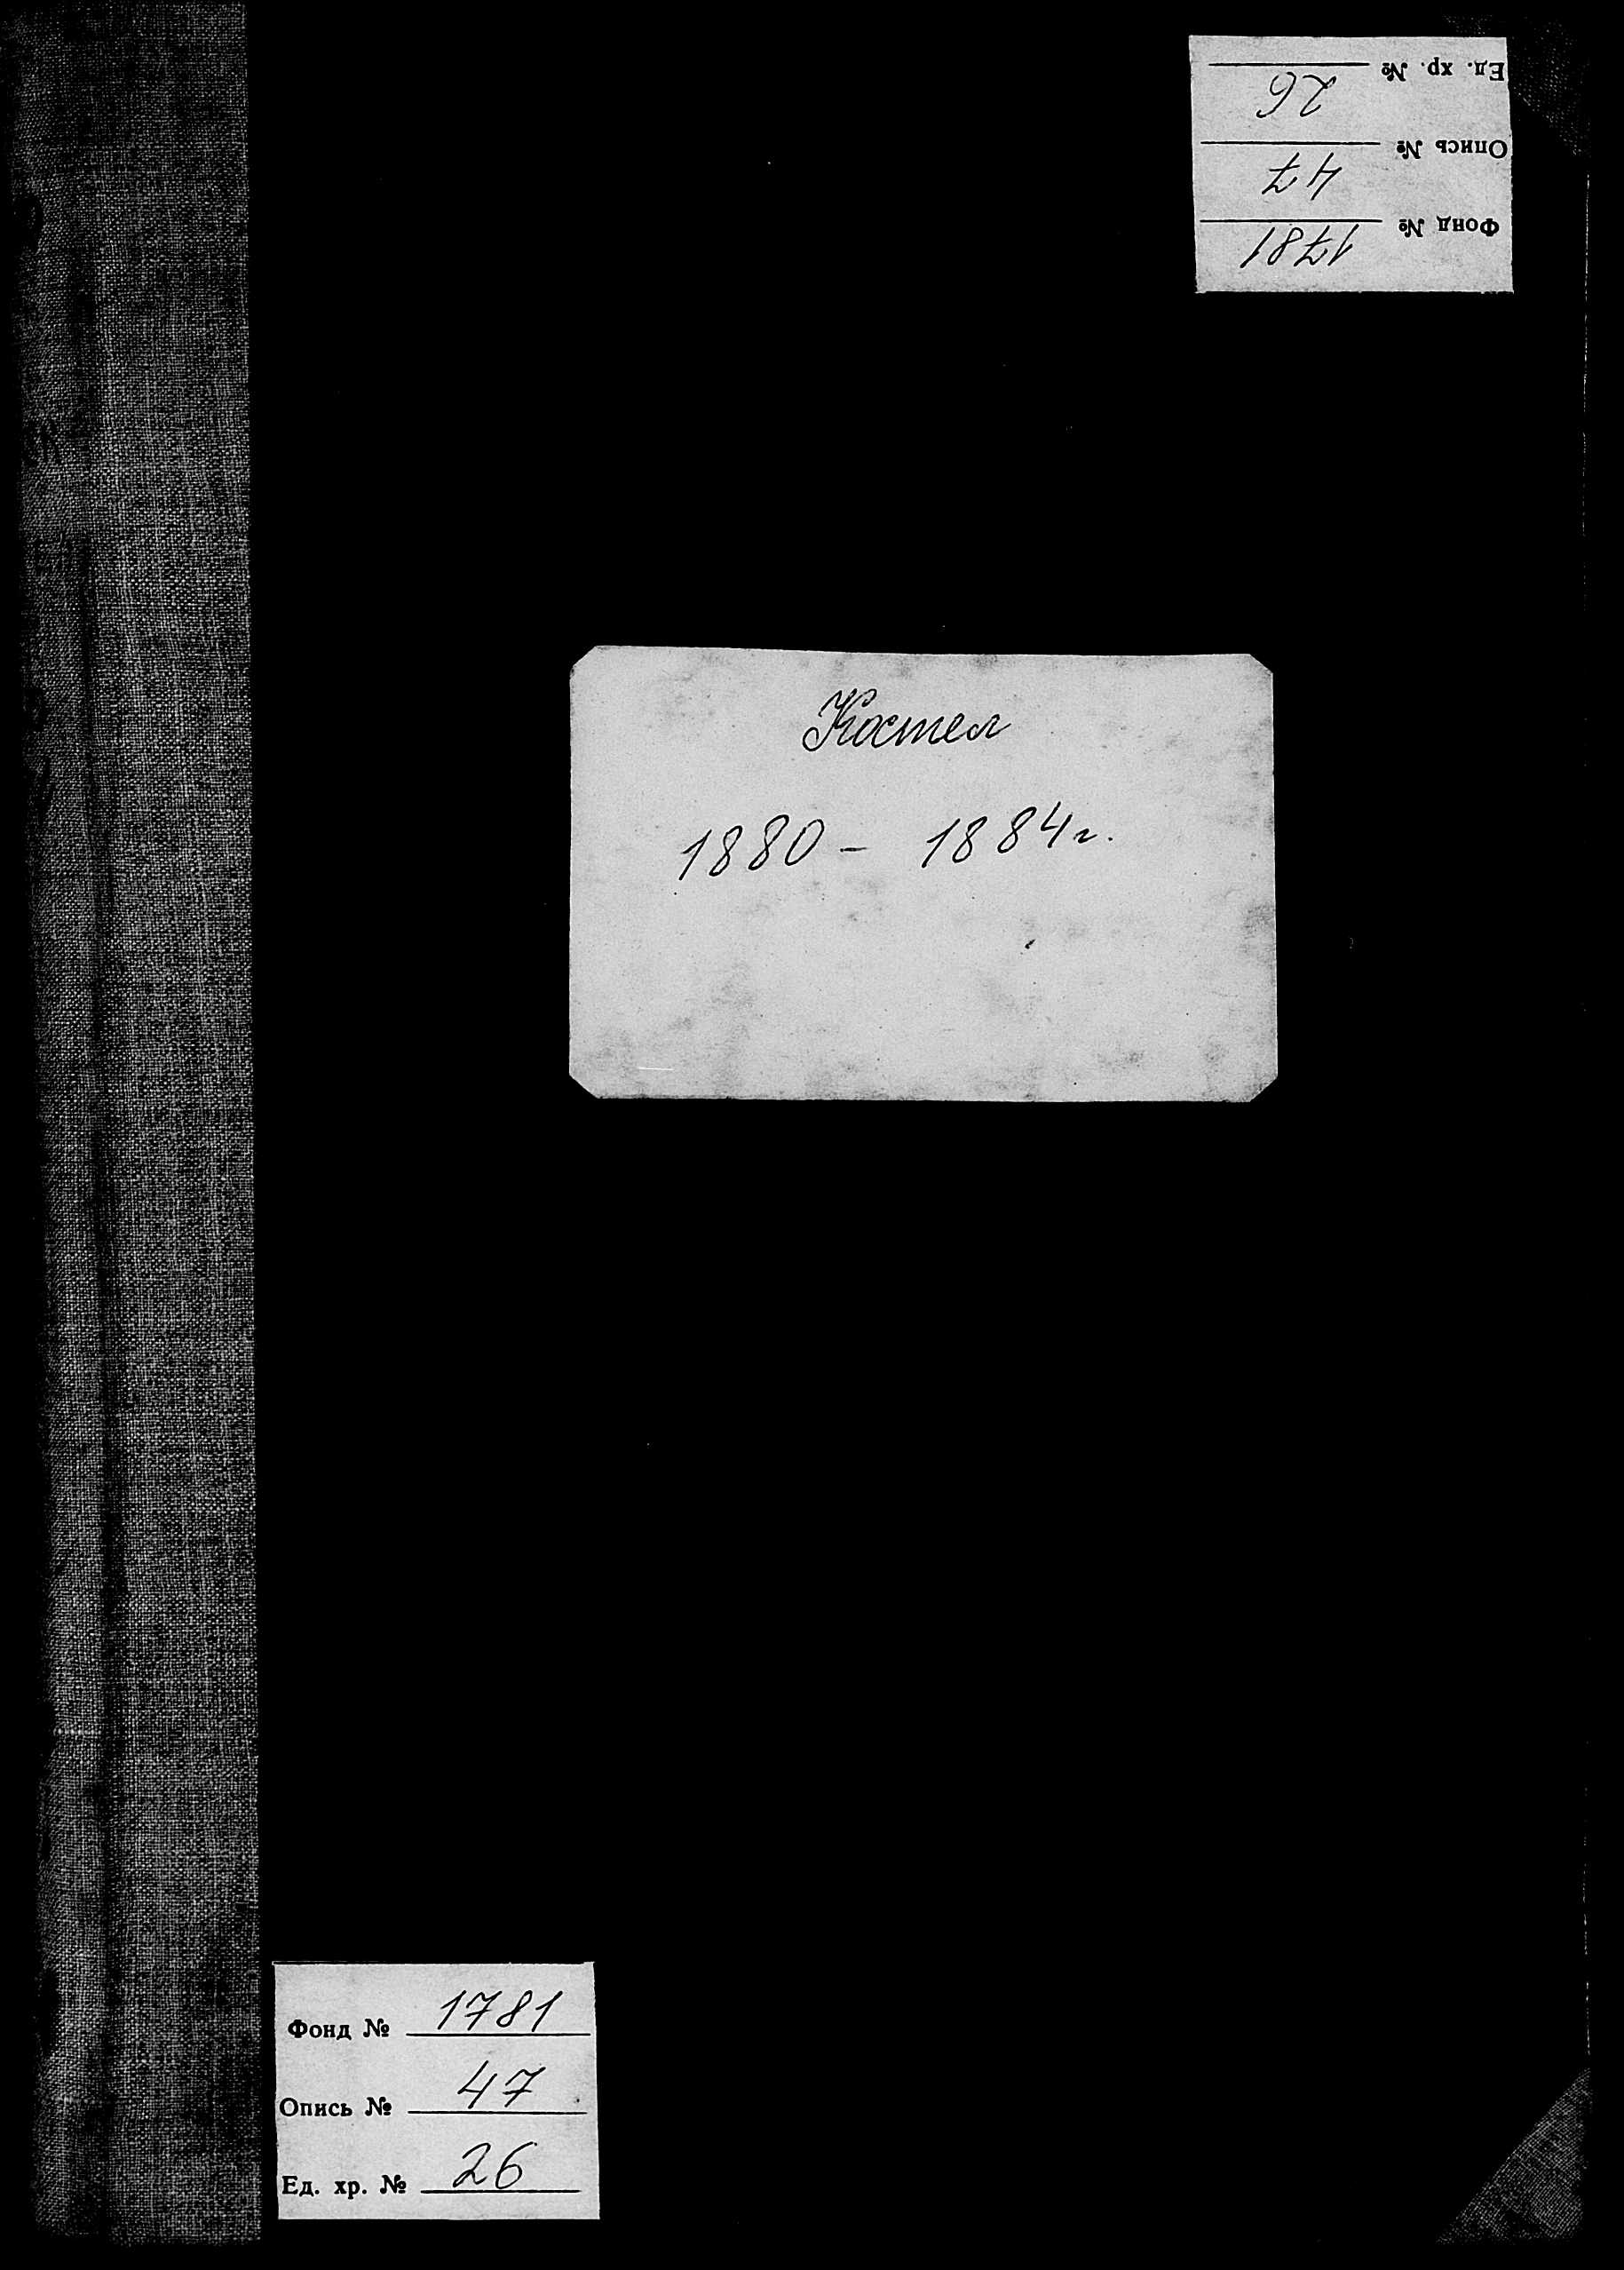 Ед. хр. № 26
Опись № 47
Фонд № 1781
Костел
1880 - 1884 г.
Фонд № 1781
Опись № 47
Ед. хр. № 26